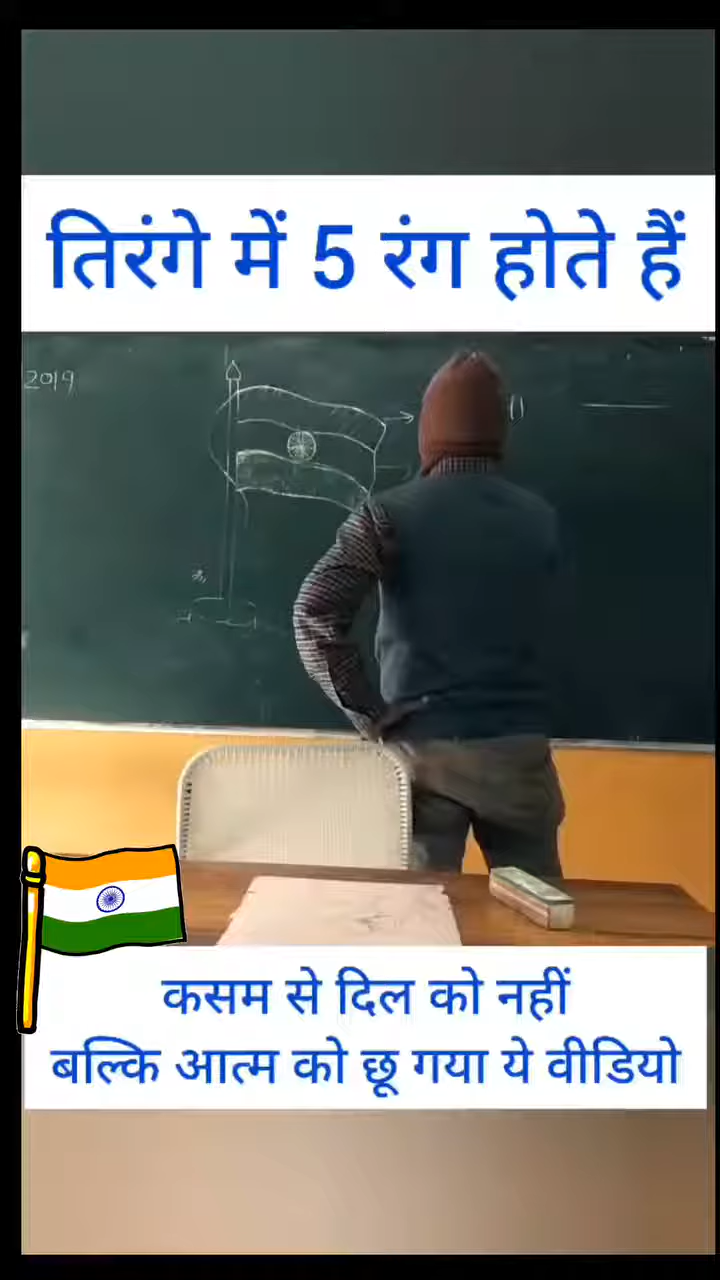 तिरंगे में 5 रंग होते हैं
2019
कसम से दिल को नहीं
बल्कि आत्म को छू गया ये वीडियो